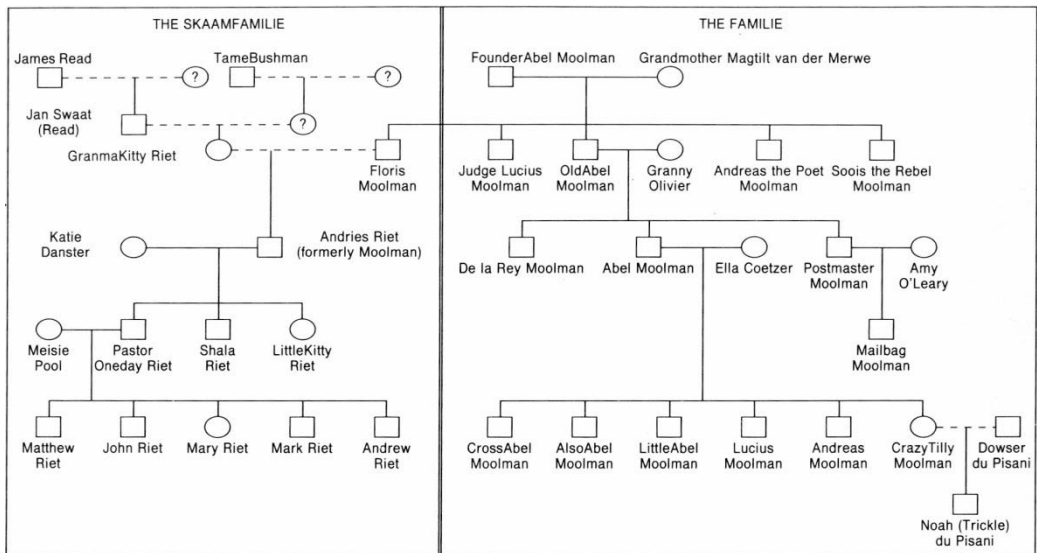 THE SKAAMFAMILIE
James Read
TameBushman
?
?
Jan Swaat
(Read)
?
GranmaKitty Riet
Floris
Moolman
Katie
Danster
Andries Riet
(formerly Moolman)
Meisie
Pool
Pastor
Oneday Riet
Shala
Riet
LittleKitty
Riet
Matthew
Riet
John Riet
Mary Riet
Mark Riet
Andrew
Riet
THE FAMILIE
FounderAbel Moolman
Grandmother Magtilt van der Merwe
Judge Lucius
Moolman
OldAbel
Moolman
Granny
Olivier
Andreas the Poet
Moolman
Soois the Rebel
Moolman
De la Rey Moolman
Abel Moolman
Ella Coetzer
Postmaster
Moolman
Amy
O'Leary
Mailbag
Moolman
CrossAbel
Moolman
AlsoAbel
Moolman
LittleAbel
Moolman
Lucius
Moolman
Andreas
Moolman
CrazyTilly
Moolman
Dowser
du Pisani
Noah (Trickle)
du Pisani